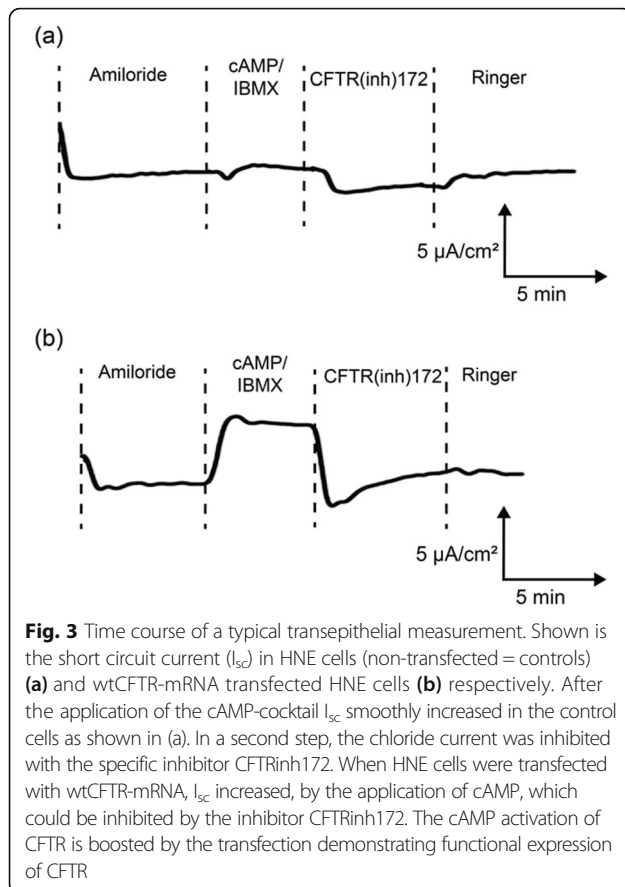 (a)
Amiloride
cAMP/
IBMX
CFTR(inh)172
Ringer
5 µA/cm²
5 min
(b)
Amiloride
cAMP/
IBMX
CFTR(inh)172
Ringer
5 µA/cm²
5 min
Fig. 3 Time course of a typical transepithelial measurement. Shown is
the short circuit current (Isc) in HNE cells (non-transfected = controls)
(a) and wtCFTR-mRNA transfected HNE cells (b) respectively. After
the application of the cAMP-cocktail Isc smoothly increased in the control
cells as shown in (a). In a second step, the chloride current was inhibited
with the specific inhibitor CFTRinh172. When HNE cells were transfected
with wtCFTR-mRNA, Isc increased, by the application of cAMP, which
could be inhibited by the inhibitor CFTRinh172. The cAMP activation of
CFTR is boosted by the transfection demonstrating functional expression
of CFTR